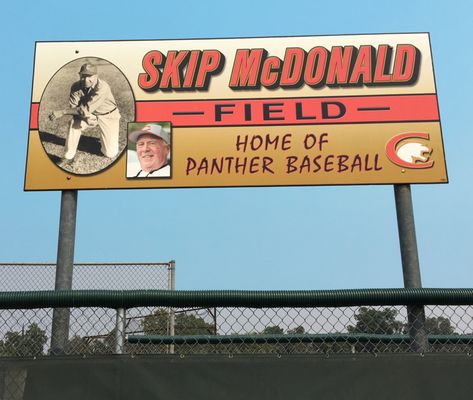 SKIP McDONALD
— FIELD —
HOME OF
PANTHER BASEBALL
C